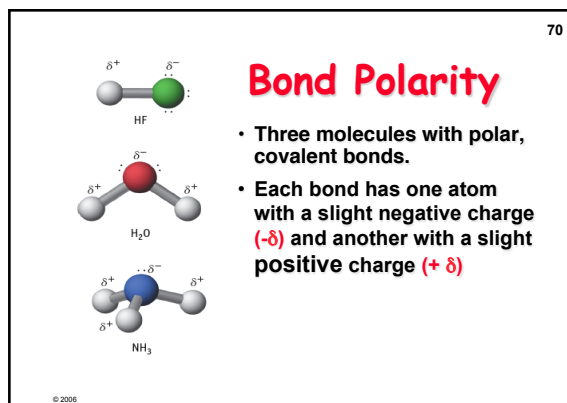 70
Bond Polarity
δ+ δ−
HF
δ−
δ+ δ+
H2O
δ− 
δ+ δ+
δ+
NH3
• Three molecules with polar,
covalent bonds.
• Each bond has one atom
with a slight negative charge
(-δ) and another with a slight
positive charge (+ δ)
© 2006